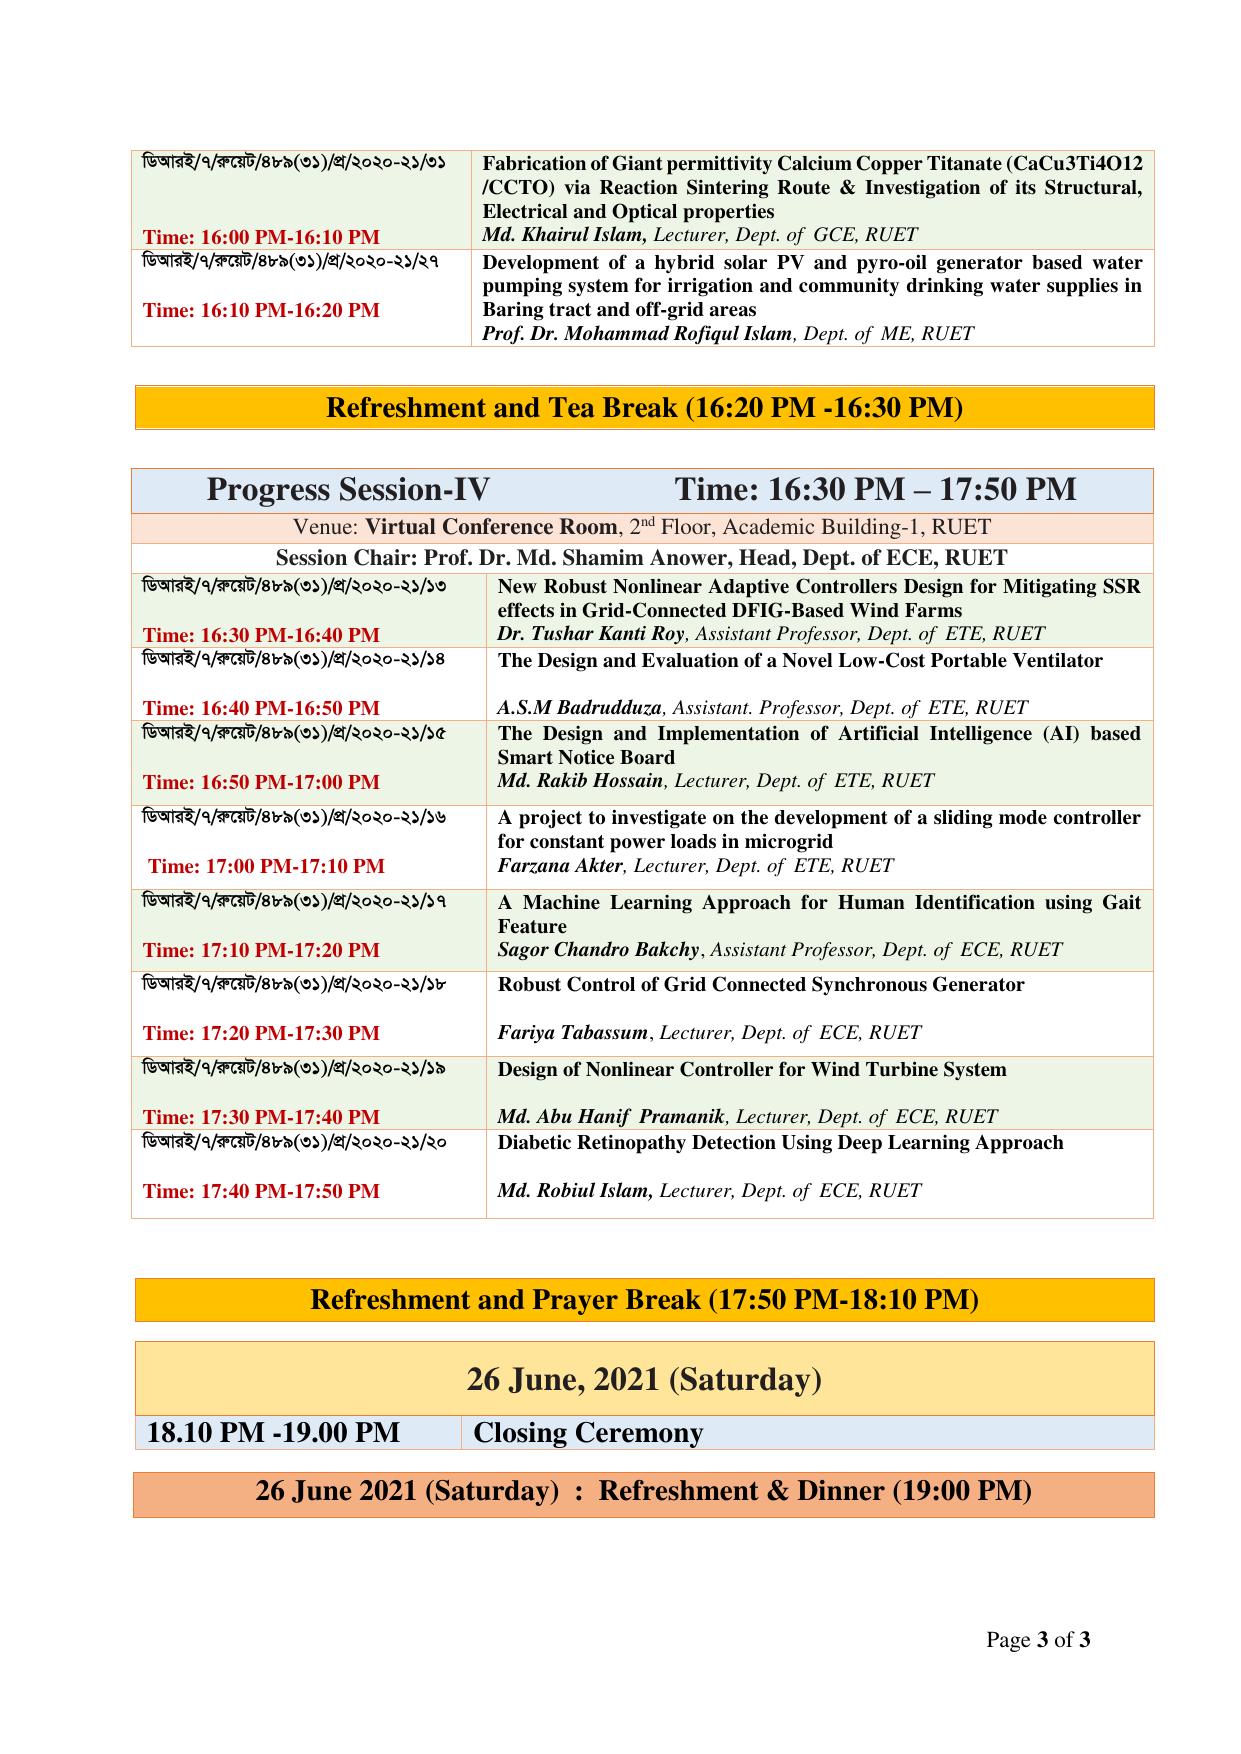 ডিআরই/৭/রুয়েট/৪৮৯(৩১)/প্র/২০২০-২১/৩১
Time: 16:00 PM-16:10 PM
Fabrication of Giant permittivity Calcium Copper Titanate (CaCu3Ti4O12
/CCTO) via Reaction Sintering Route & Investigation of its Structural,
Electrical and Optical properties
Md. Khairul Islam, Lecturer, Dept. of GCE, RUET
ডিআরই/৭/রুয়েট/৪৮৯(৩১)/প্র/২০২০-২১/২৭
Time: 16:10 PM-16:20 PM
Development of a hybrid solar PV and pyro-oil generator based water
pumping system for irrigation and community drinking water supplies in
Baring tract and off-grid areas
Prof. Dr. Mohammad Rofiqul Islam, Dept. of ME, RUET
Refreshment and Tea Break (16:20 PM -16:30 PM)
Progress Session-IV Time: 16:30 PM – 17:50 PM
Venue: Virtual Conference Room, 2nd Floor, Academic Building-1, RUET
Session Chair: Prof. Dr. Md. Shamim Anower, Head, Dept. of ECE, RUET
ডিআরই/৭/রুয়েট/৪৮৯(৩১)/প্র/২০২০-২১/১৩
Time: 16:30 PM-16:40 PM
New Robust Nonlinear Adaptive Controllers Design for Mitigating SSR
effects in Grid-Connected DFIG-Based Wind Farms
Dr. Tushar Kanti Roy, Assistant Professor, Dept. of ETE, RUET
ডিআরই/৭/রুয়েট/৪৮৯(৩১)/প্র/২০২০-২১/১৪
Time: 16:40 PM-16:50 PM
The Design and Evaluation of a Novel Low-Cost Portable Ventilator
A.S.M Badrudduza, Assistant. Professor, Dept. of ETE, RUET
ডিআরই/৭/রুয়েট/৪৮৯(৩১)/প্র/২০২০-২১/১৫
Time: 16:50 PM-17:00 PM
The Design and Implementation of Artificial Intelligence (AI) based
Smart Notice Board
Md. Rakib Hossain, Lecturer, Dept. of ETE, RUET
ডিআরই/৭/রুয়েট/৪৮৯(৩১)/প্র/২০২০-২১/১৬
Time: 17:00 PM-17:10 PM
A project to investigate on the development of a sliding mode controller
for constant power loads in microgrid
Farzana Akter, Lecturer, Dept. of ETE, RUET
ডিআরই/৭/রুয়েট/৪৮৯(৩১)/প্র/২০২০-২১/১৭
Time: 17:10 PM-17:20 PM
A Machine Learning Approach for Human Identification using Gait
Feature
Sagor Chandro Bakchy, Assistant Professor, Dept. of ECE, RUET
ডিআরই/৭/রুয়েট/৪৮৯(৩১)/প্র/২০২০-২১/১৮
Time: 17:20 PM-17:30 PM
Robust Control of Grid Connected Synchronous Generator
Fariya Tabassum, Lecturer, Dept. of ECE, RUET
ডিআরই/৭/রুয়েট/৪৮৯(৩১)/প্র/২০২০-২১/১৯
Time: 17:30 PM-17:40 PM
Design of Nonlinear Controller for Wind Turbine System
Md. Abu Hanif Pramanik, Lecturer, Dept. of ECE, RUET
ডিআরই/৭/রুয়েট/৪৮৯(৩১)/প্র/২০২০-২১/২০
Time: 17:40 PM-17:50 PM
Diabetic Retinopathy Detection Using Deep Learning Approach
Md. Robiul Islam, Lecturer, Dept. of ECE, RUET
Refreshment and Prayer Break (17:50 PM-18:10 PM)
26 June, 2021 (Saturday)
18.10 PM -19.00 PM Closing Ceremony
26 June 2021 (Saturday) : Refreshment & Dinner (19:00 PM)
Page 3 of 3